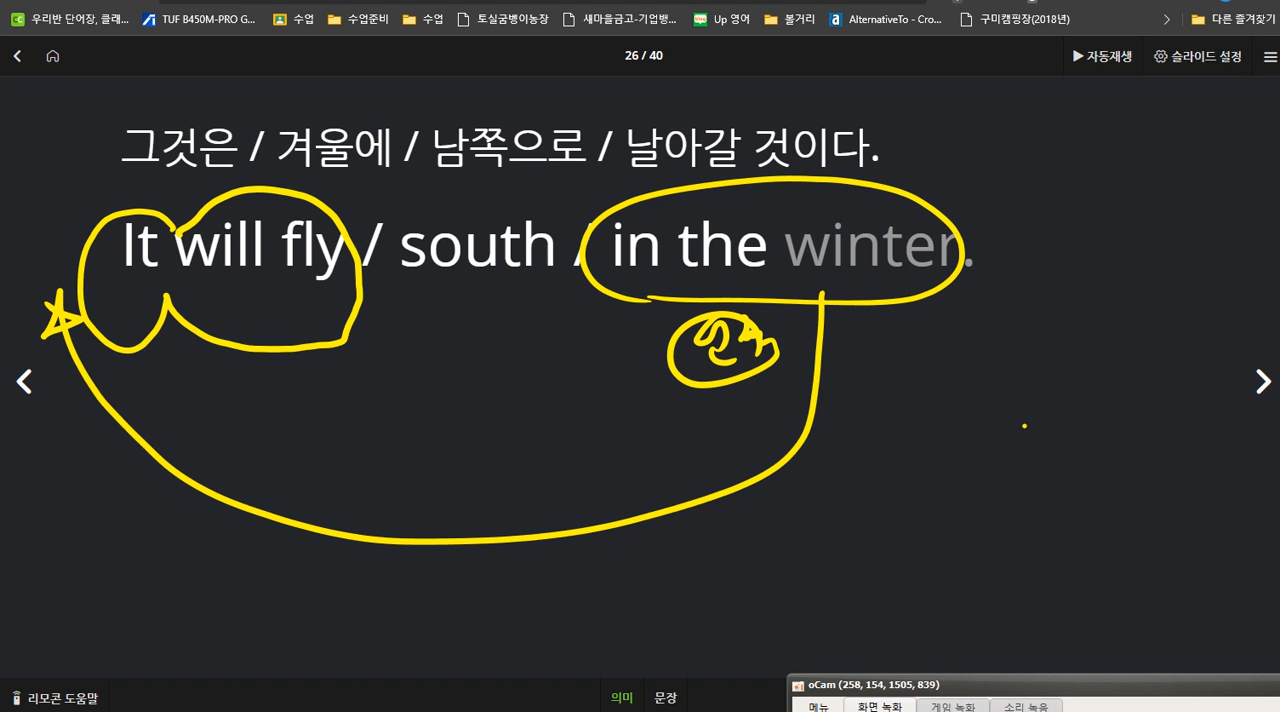 우리반 단어장, 클래... TUF B450M-PRO G... 수업 수업준비 수업 토실굼벵이농장 새마을금고-기업뱅... Up 영어 볼거리 AlternativeTo - Cro... 구미캠핑장(2018년) 다른 즐겨찾기
26 / 40 자동재생 슬라이드 설정
그것은 / 겨울에 / 남쪽으로 / 날아갈 것이다.
It will fly / south / in the winter.
리모콘 도움말 의미 문장
oCam (258, 154, 1505, 839)
메뉴 화면 녹화 게임 녹화 소리 녹음